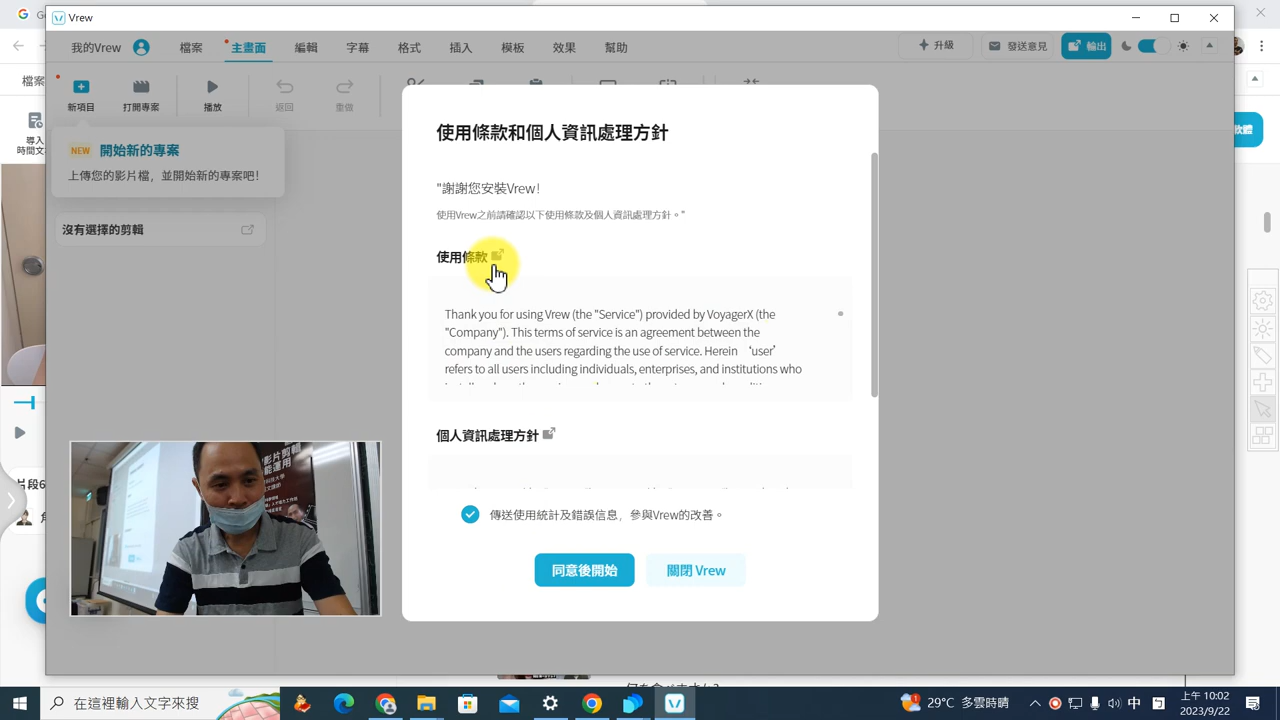 Vrew
我的Vrew 檔案 主畫面 編輯 字幕 格式 插入 模板 效果 幫助
升級 發送意見 輸出
檔案
新項目 打開專案 播放 返回 重做
導入
軟體
NEW 開始新的專案
上傳您的影片檔，並開始新的專案吧!
沒有選擇的剪輯
使用條款和個人資訊處理方針
"謝謝您安裝Vrew!
使用Vrew之前請確認以下使用條款及個人資訊處理方針。"
使用條款
Thank you for using Vrew (the "Service") provided by VoyagerX (the
"Company"). This terms of service is an agreement between the
company and the users regarding the use of service. Herein ‘user’
refers to all users including individuals, enterprises, and institutions who
個人資訊處理方針
傳送使用統計及錯誤信息，參與Vrew的改善。
同意後開始 關閉 Vrew
片段6
在這裡輸入文字來搜
29°C 多雲時晴
上午 10:02
2023/9/22